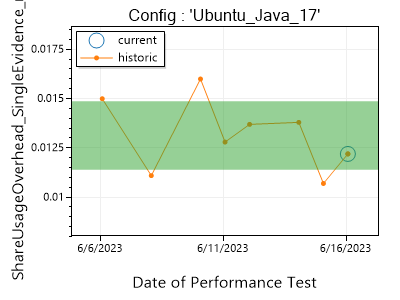 Config : 'Ubuntu_Java_17'
ShareUsageOverhead_SingleEvidence_
current
historic
0.0175
0.015
0.0125
0.01
6/6/2023
6/11/2023
6/16/2023
Date of Performance Test